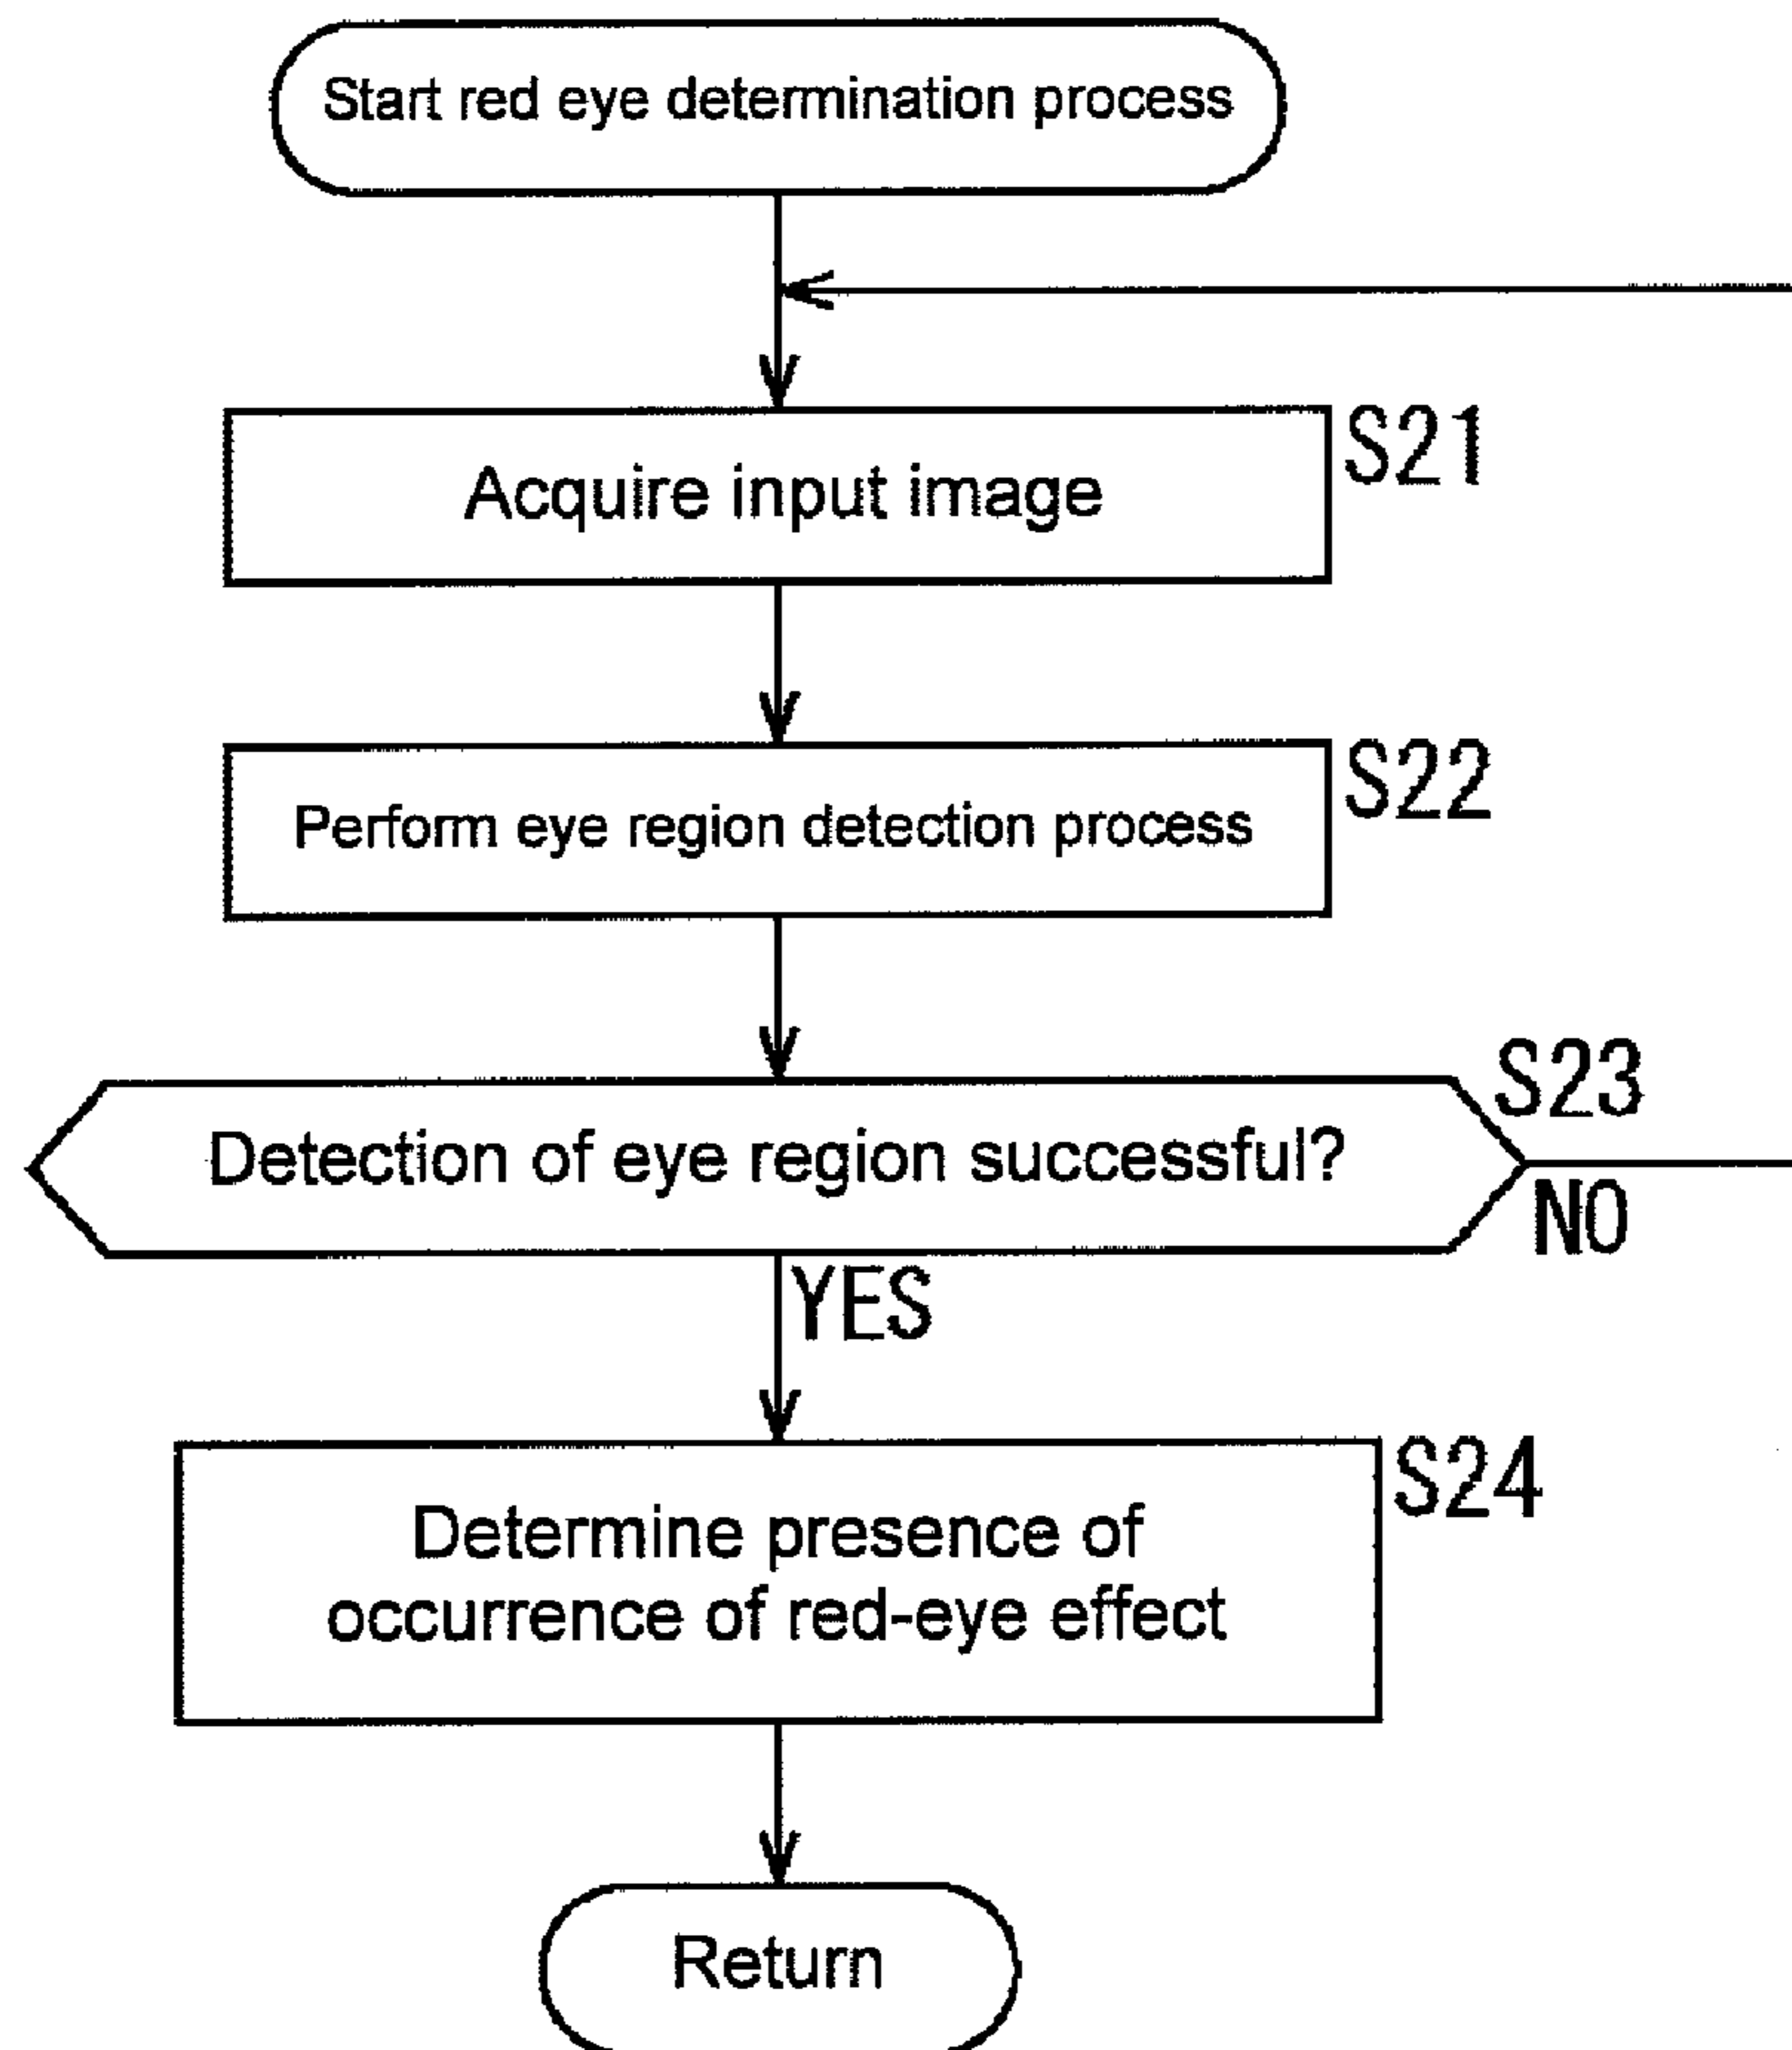 Start red eye determination process
Acquire input image
S21
Perform eye region detection process
S22
Detection of eye region successful?
S23
NO
YES
Determine presence of
occurrence of red-eye effect
S24
Return